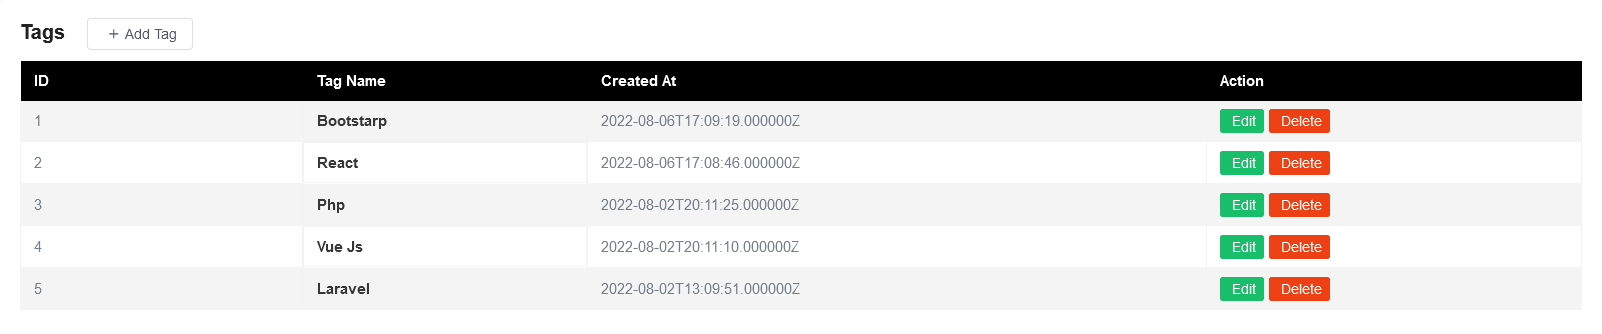 Tags + Add Tag
ID Tag Name Created At Action
1 Bootstarp 2022-08-06T17:09:19.000000Z Edit Delete
2 React 2022-08-06T17:08:46.000000Z Edit Delete
3 Php 2022-08-02T20:11:25.000000Z Edit Delete
4 Vue Js 2022-08-02T20:11:10.000000Z Edit Delete
5 Laravel 2022-08-02T13:09:51.000000Z Edit Delete